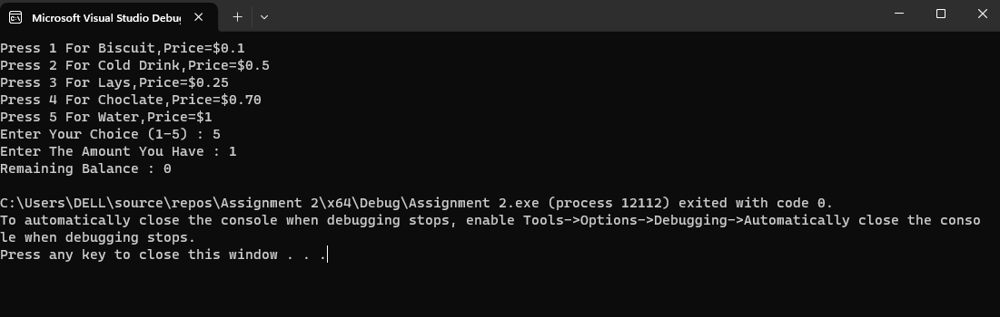 Microsoft Visual Studio Debu
Press 1 For Biscuit,Price=$0.1
Press 2 For Cold Drink,Price=$0.5
Press 3 For Lays,Price=$0.25
Press 4 For Choclate,Price=$0.70
Press 5 For Water,Price=$1
Enter Your Choice (1-5) : 5
Enter The Amount You Have : 1
Remaining Balance : 0
C:\Users\DELL\source\repos\Assignment 2\x64\Debug\Assignment 2.exe (process 12112) exited with code 0.
To automatically close the console when debugging stops, enable Tools->Options->Debugging->Automatically close the conso
le when debugging stops.
Press any key to close this window . . .